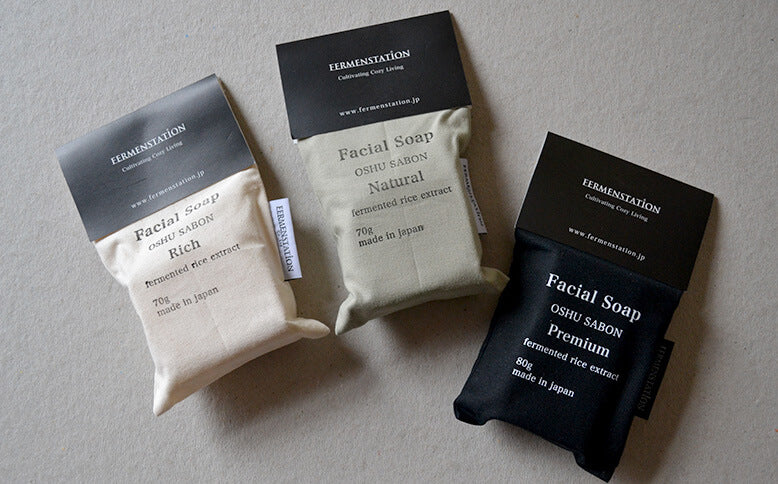 FERMENSTATION
Cultivating Cozy Living
www.fermenstation.jp
Facial Soap
OSHU SABON
Rich
fermented rice extract
70g
made in japan
FERMENSTATION
FERMENSTATION
Cultivating Cozy Living
www.fermenstation.jp
Facial Soap
OSHU SABON
Natural
fermented rice extract
70g
made in japan
FERMENSTATION
Cultivating Cozy Living
www.fermenstation.jp
Facial Soap
OSHU SABON
Premium
fermented rice extract
80g
made in japan
FERMENSTATION